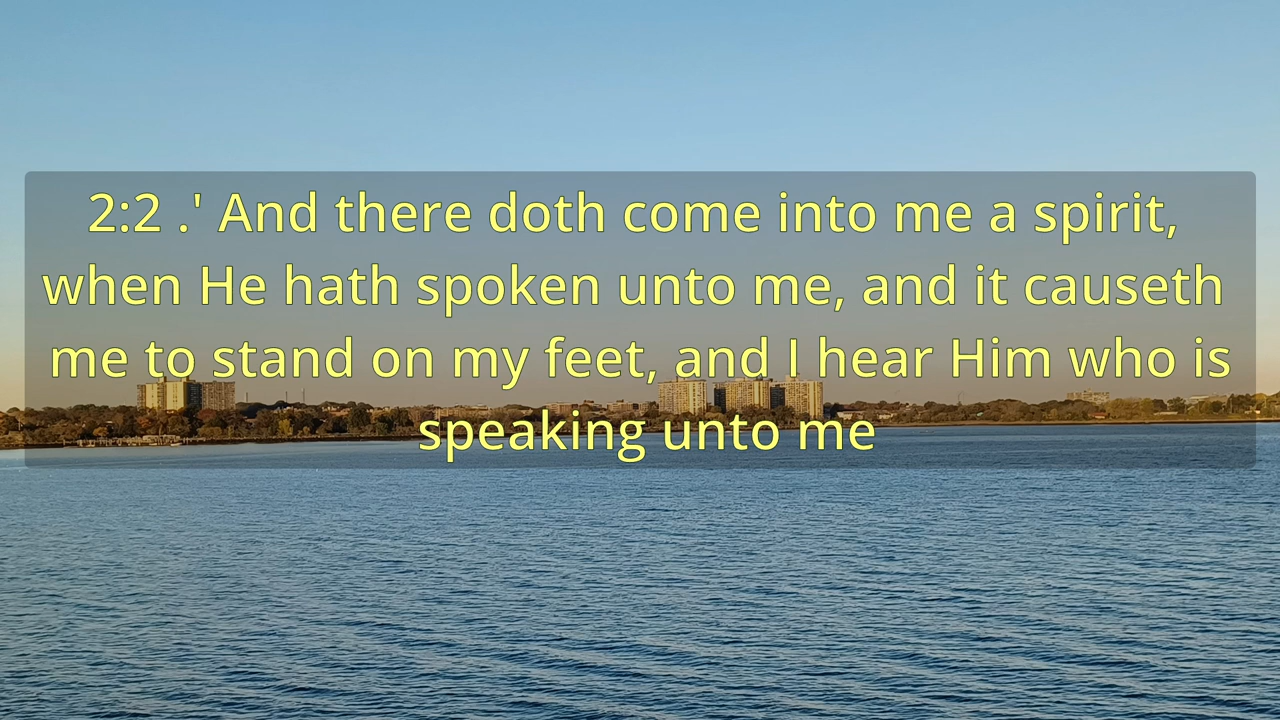 2:2 .' And there doth come into me a spirit,
when He hath spoken unto me, and it causeth
me to stand on my feet, and I hear Him who is
speaking unto me